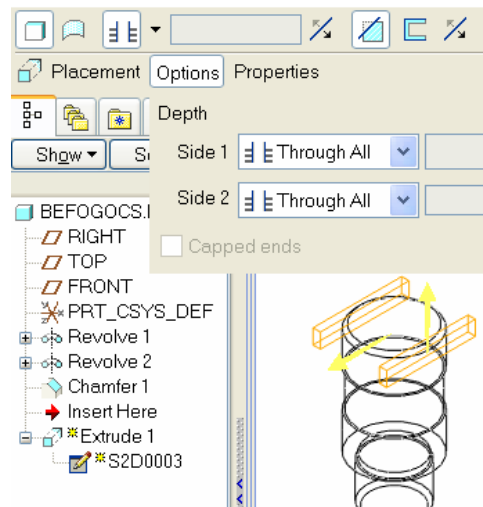 Placement Options Properties
Depth
Show
Side 1 Through All
Side 2 Through All
Capped ends
RIGHT
TOP
FRONT
PRT_CSYS_DEF
Revolve 1
Revolve 2
Chamfer 1
Insert Here
Extrude 1
S2D0003